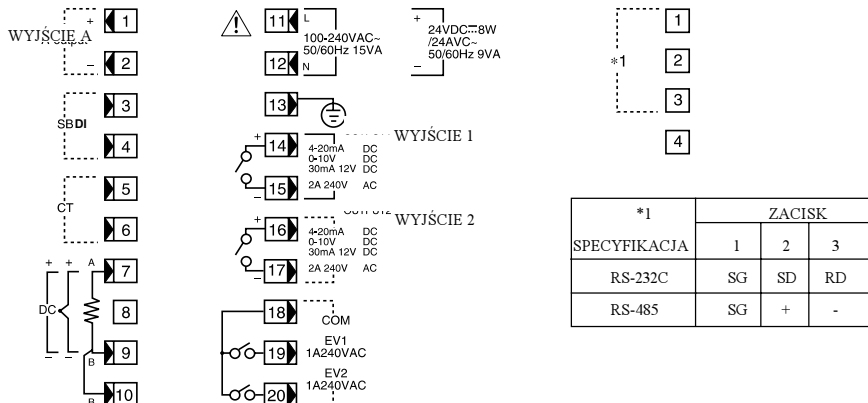 WYJŚCIE A
+
1
–
2
3
SBDI
4
5
CT
6
+ + A
7
DC
8
– – B
9
B
10
11
L
100-240VAC~
50/60Hz 15VA
12
N
+
24VDC⎓8W
/24AVC~
50/60Hz 9VA
–
13
14
+
WYJŚCIE 1
4-20mA DC
0-10V DC
30mA 12V DC
15
–
2A 240V AC
WYJŚCIE 2
16
+
4-20mA DC
0-10V DC
30mA 12V DC
17
–
2A 240V AC
18
COM
EV1
19
1A240VAC
EV2
1A240VAC
20
1
*1
2
3
4
*1 ZACISK
SPECYFIKACJA 1 2 3
RS-232C SG SD RD
RS-485 SG + -